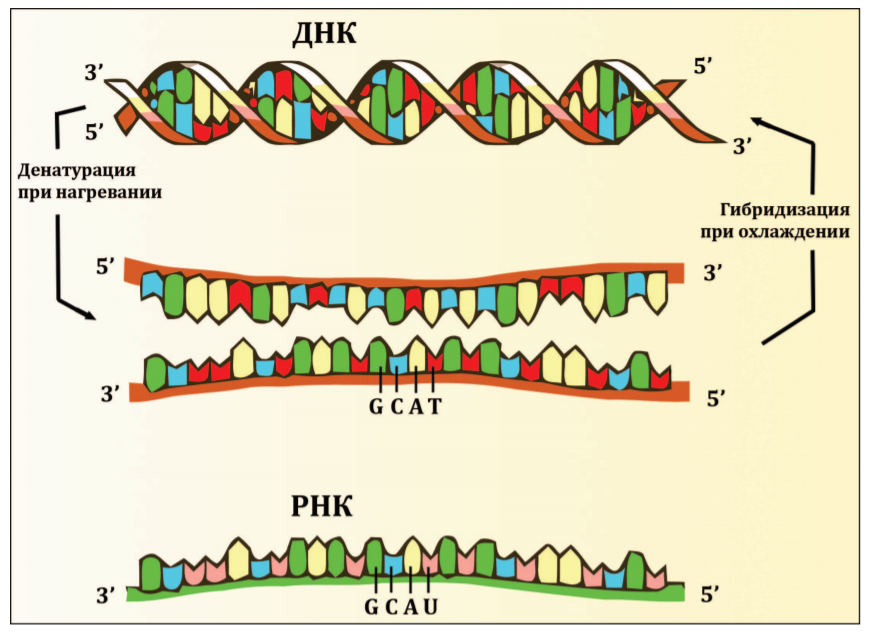 ДНК
3’
5’
5’
3’
Денатурация
при нагревании
Гибридизация
при охлаждении
5’
3’
3’
5’
G C A T
РНК
3’
5’
G C A U